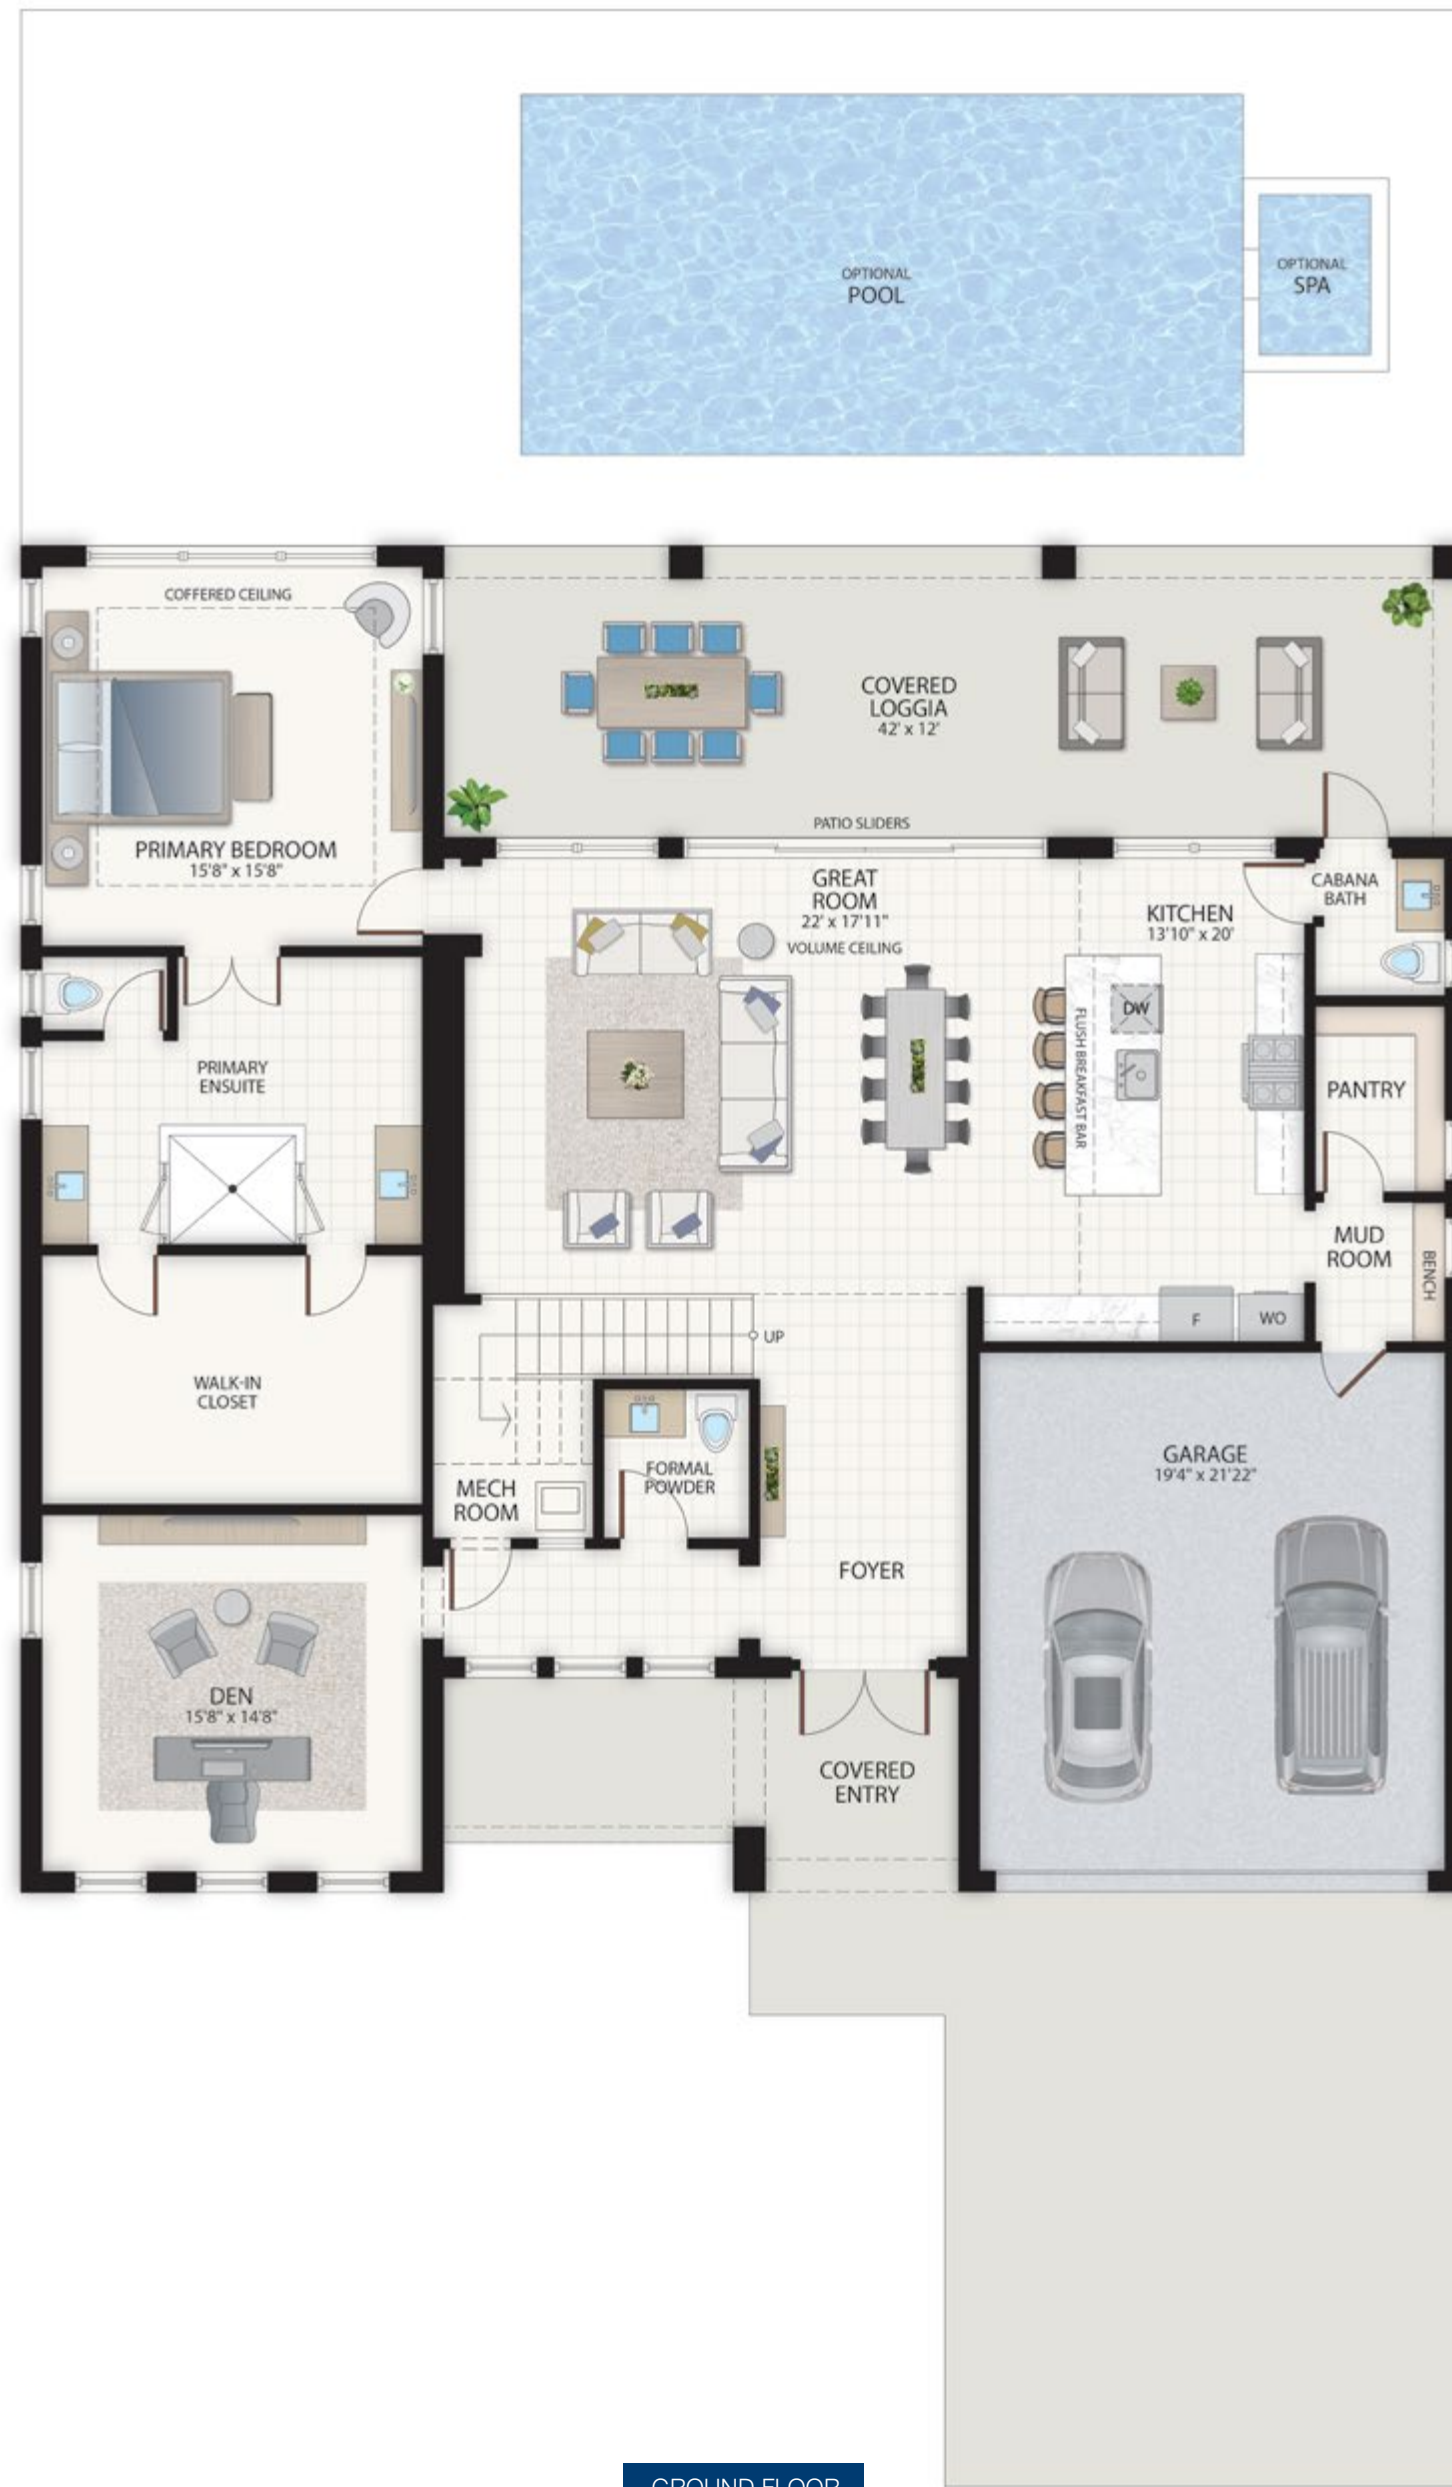 OPTIONAL
POOL
OPTIONAL
SPA
COFFERED CEILING
COVERED
LOGGIA
42' x 12'
PATIO SLIDERS
PRIMARY BEDROOM
15'8" x 15'8"
GREAT
ROOM
22' x 17'11"
VOLUME CEILING
KITCHEN
13'10" x 20'
CABANA
BATH
DW
FLUSH BREAKFAST BAR
PRIMARY
ENSUITE
PANTRY
MUD
ROOM
BENCH
F
WO
UP
WALK-IN
CLOSET
MECH
ROOM
FORMAL
POWDER
GARAGE
19'4" x 21'22"
FOYER
DEN
15'8" x 14'8"
COVERED
ENTRY
GROUND FLOOR